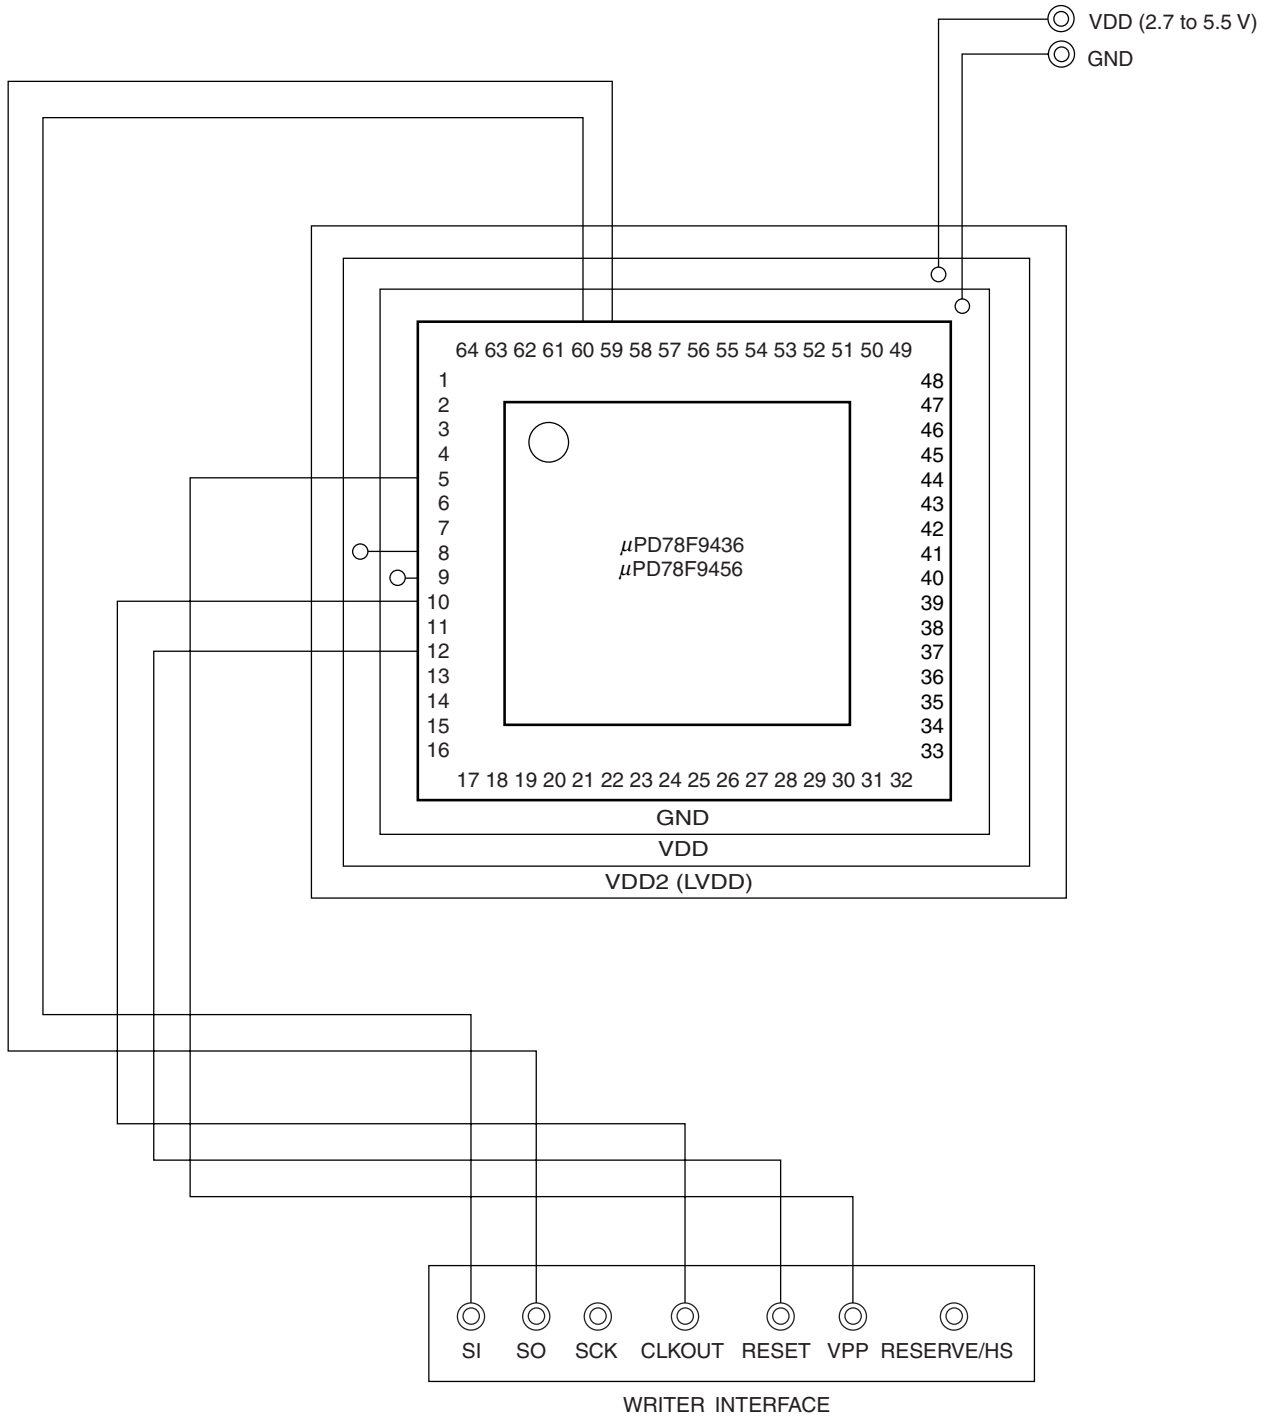 VDD (2.7 to 5.5 V)
GND
64 63 62 61 60 59 58 57 56 55 54 53 52 51 50 49
1
2
3
4
5
6
7
8
9
10
11
12
13
14
15
16
48
47
46
45
44
43
42
41
40
39
38
37
36
35
34
33
μPD78F9436
μPD78F9456
17 18 19 20 21 22 23 24 25 26 27 28 29 30 31 32
GND
VDD
VDD2 (LVDD)
SI SO SCK CLKOUT RESET VPP RESERVE/HS
WRITER INTERFACE